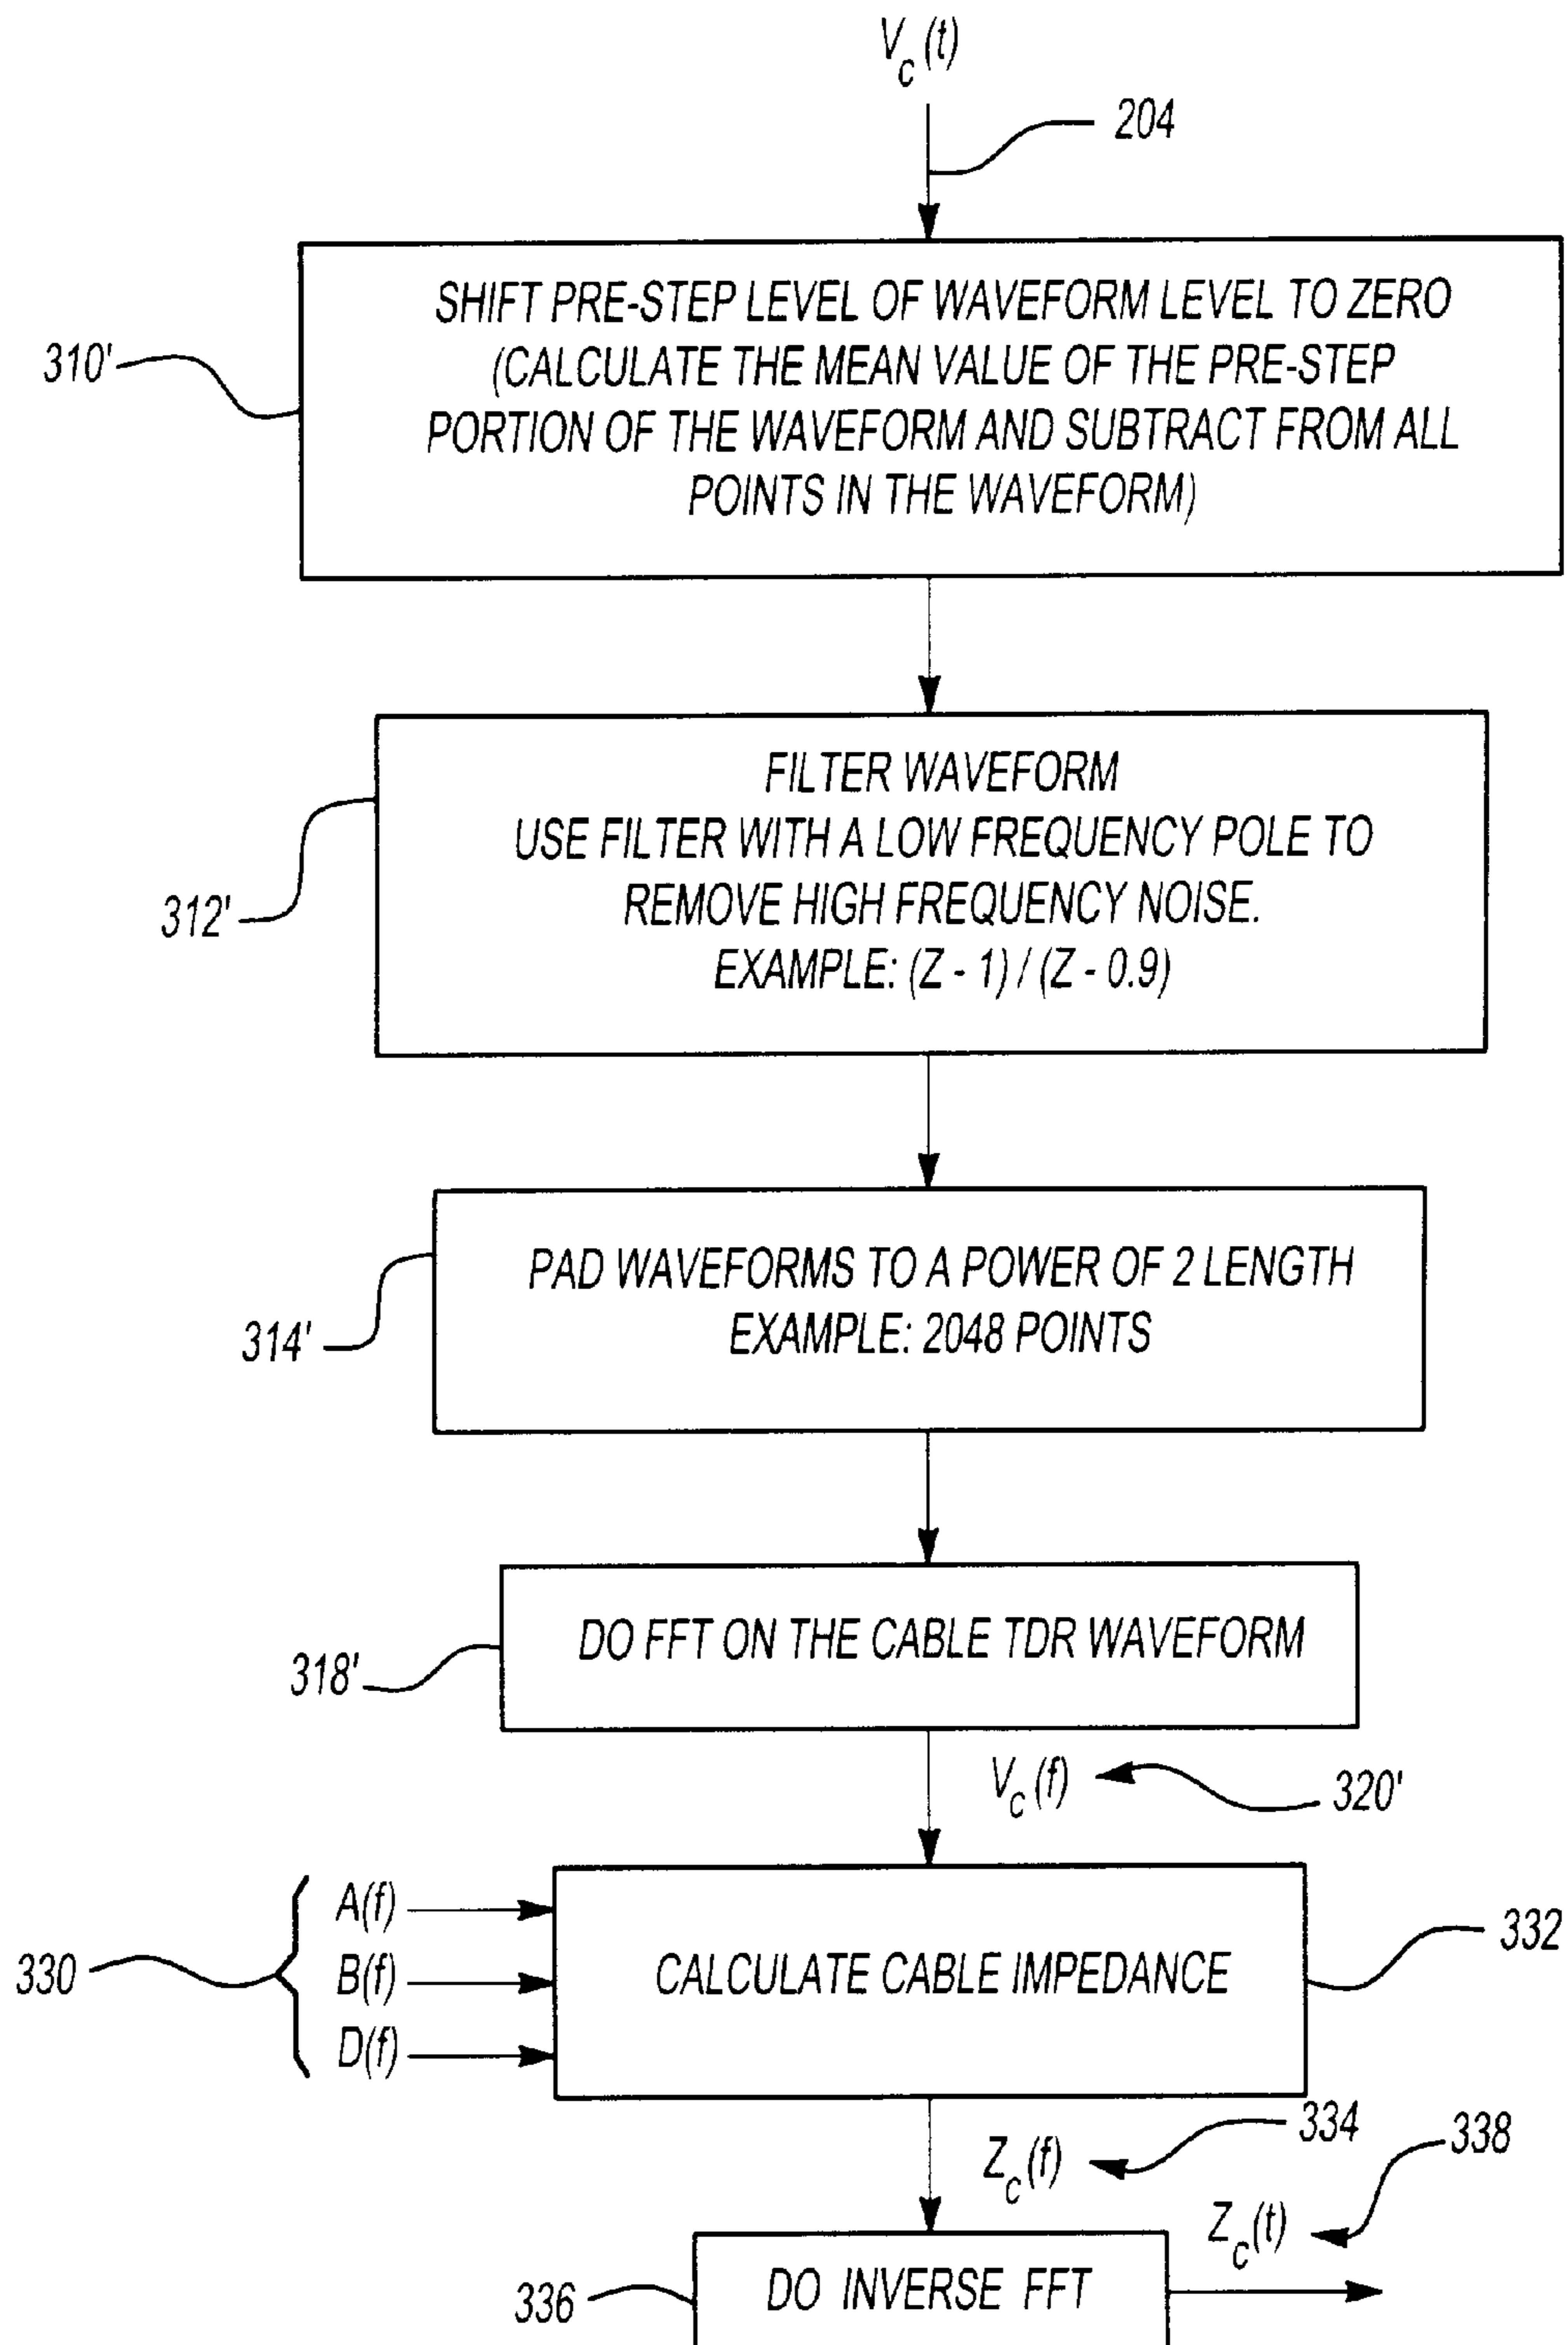 Vc(t)
204
SHIFT PRE-STEP LEVEL OF WAVEFORM LEVEL TO ZERO
(CALCULATE THE MEAN VALUE OF THE PRE-STEP
PORTION OF THE WAVEFORM AND SUBTRACT FROM ALL
POINTS IN THE WAVEFORM)
310'
FILTER WAVEFORM
USE FILTER WITH A LOW FREQUENCY POLE TO
REMOVE HIGH FREQUENCY NOISE.
EXAMPLE: (Z - 1) / (Z - 0.9)
312'
PAD WAVEFORMS TO A POWER OF 2 LENGTH
EXAMPLE: 2048 POINTS
314'
DO FFT ON THE CABLE TDR WAVEFORM
318'
Vc(f)
320'
330
A(f)
B(f)
D(f)
CALCULATE CABLE IMPEDANCE
332
Zc(f)
334
338
Zc(t)
DO INVERSE FFT
336